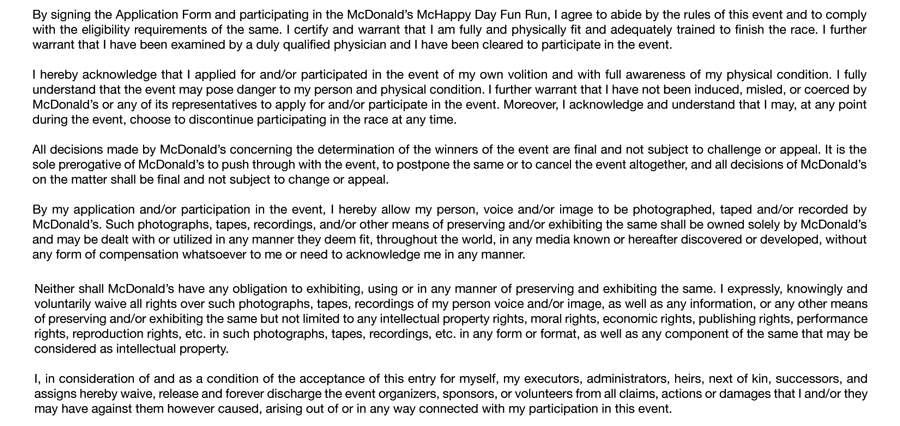 By signing the Application Form and participating in the McDonald's McHappy Day Fun Run, I agree to abide by the rules of this event and to comply
with the eligibility requirements of the same. I certify and warrant that I am fully and physically fit and adequately trained to finish the race. I further
warrant that I have been examined by a duly qualified physician and I have been cleared to participate in the event.
I hereby acknowledge that I applied for and/or participated in the event of my own volition and with full awareness of my physical condition. I fully
understand that the event may pose danger to my person and physical condition. I further warrant that I have not been induced, misled, or coerced by
McDonald's or any of its representatives to apply for and/or participate in the event. Moreover, I acknowledge and understand that I may, at any point
during the event, choose to discontinue participating in the race at any time.
All decisions made by McDonald's concerning the determination of the winners of the event are final and not subject to challenge or appeal. It is the
sole prerogative of McDonald's to push through with the event, to postpone the same or to cancel the event altogether, and all decisions of McDonald's
on the matter shall be final and not subject to change or appeal.
By my application and/or participation in the event, I hereby allow my person, voice and/or image to be photographed, taped and/or recorded by
McDonald's. Such photographs, tapes, recordings, and/or other means of preserving and/or exhibiting the same shall be owned solely by McDonald's
and may be dealt with or utilized in any manner they deem fit, throughout the world, in any media known or hereafter discovered or developed, without
any form of compensation whatsoever to me or need to acknowledge me in any manner.
Neither shall McDonald's have any obligation to exhibiting, using or in any manner of preserving and exhibiting the same. I expressly, knowingly and
voluntarily waive all rights over such photographs, tapes, recordings of my person voice and/or image, as well as any information, or any other means
of preserving and/or exhibiting the same but not limited to any intellectual property rights, moral rights, economic rights, publishing rights, performance
rights, reproduction rights, etc. in such photographs, tapes, recordings, etc. in any form or format, as well as any component of the same that may be
considered as intellectual property.
I, in consideration of and as a condition of the acceptance of this entry for myself, my executors, administrators, heirs, next of kin, successors, and
assigns hereby waive, release and forever discharge the event organizers, sponsors, or volunteers from all claims, actions or damages that I and/or they
may have against them however caused, arising out of or in any way connected with my participation in this event.